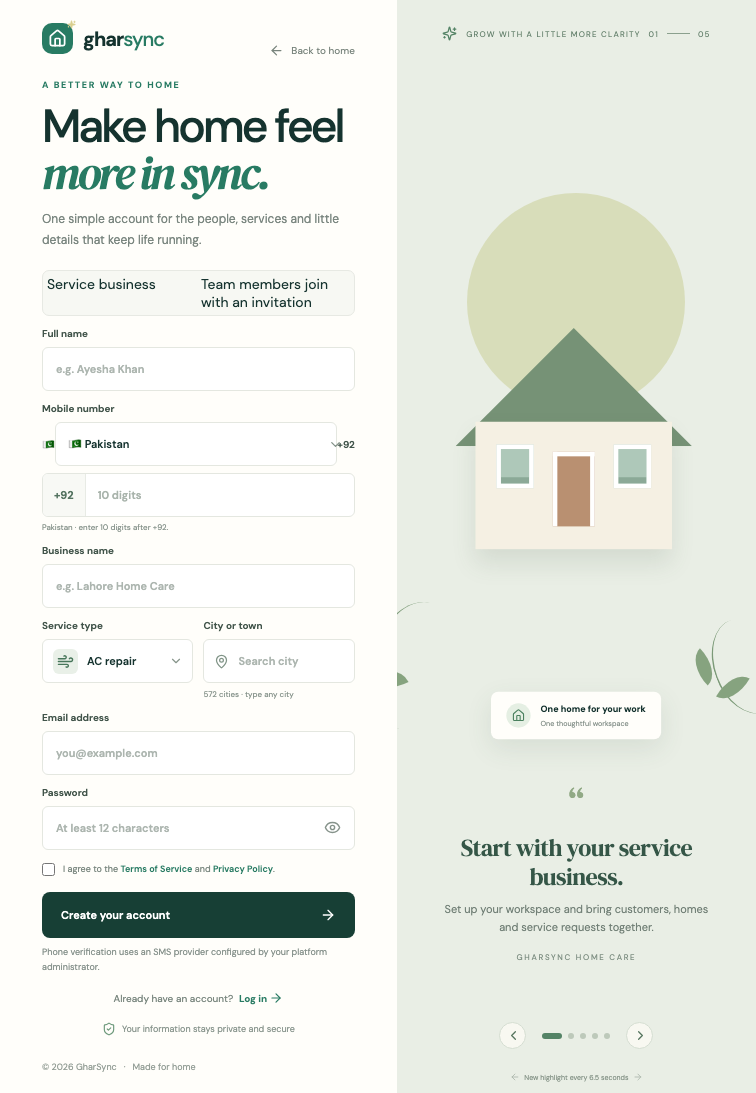 gharsync
Back to home
A BETTER WAY TO HOME
Make home feel
more in sync.
One simple account for the people, services and little
details that keep life running.
Service business
Team members join
with an invitation
Full name
e.g. Ayesha Khan
Mobile number
Pakistan
+92
+92
10 digits
Pakistan · enter 10 digits after +92.
Business name
e.g. Lahore Home Care
Service type
City or town
AC repair
Search city
572 cities · type any city
Email address
you@example.com
Password
At least 12 characters
I agree to the Terms of Service and Privacy Policy.
Create your account
Phone verification uses an SMS provider configured by your platform
administrator.
Already have an account? Log in
Your information stays private and secure
© 2026 GharSync · Made for home
GROW WITH A LITTLE MORE CLARITY 01 05
One home for your work
One thoughtful workspace
“
Start with your service
business.
Set up your workspace and bring customers, homes
and service requests together.
GHARSYNC HOME CARE
New highlight every 6.5 seconds